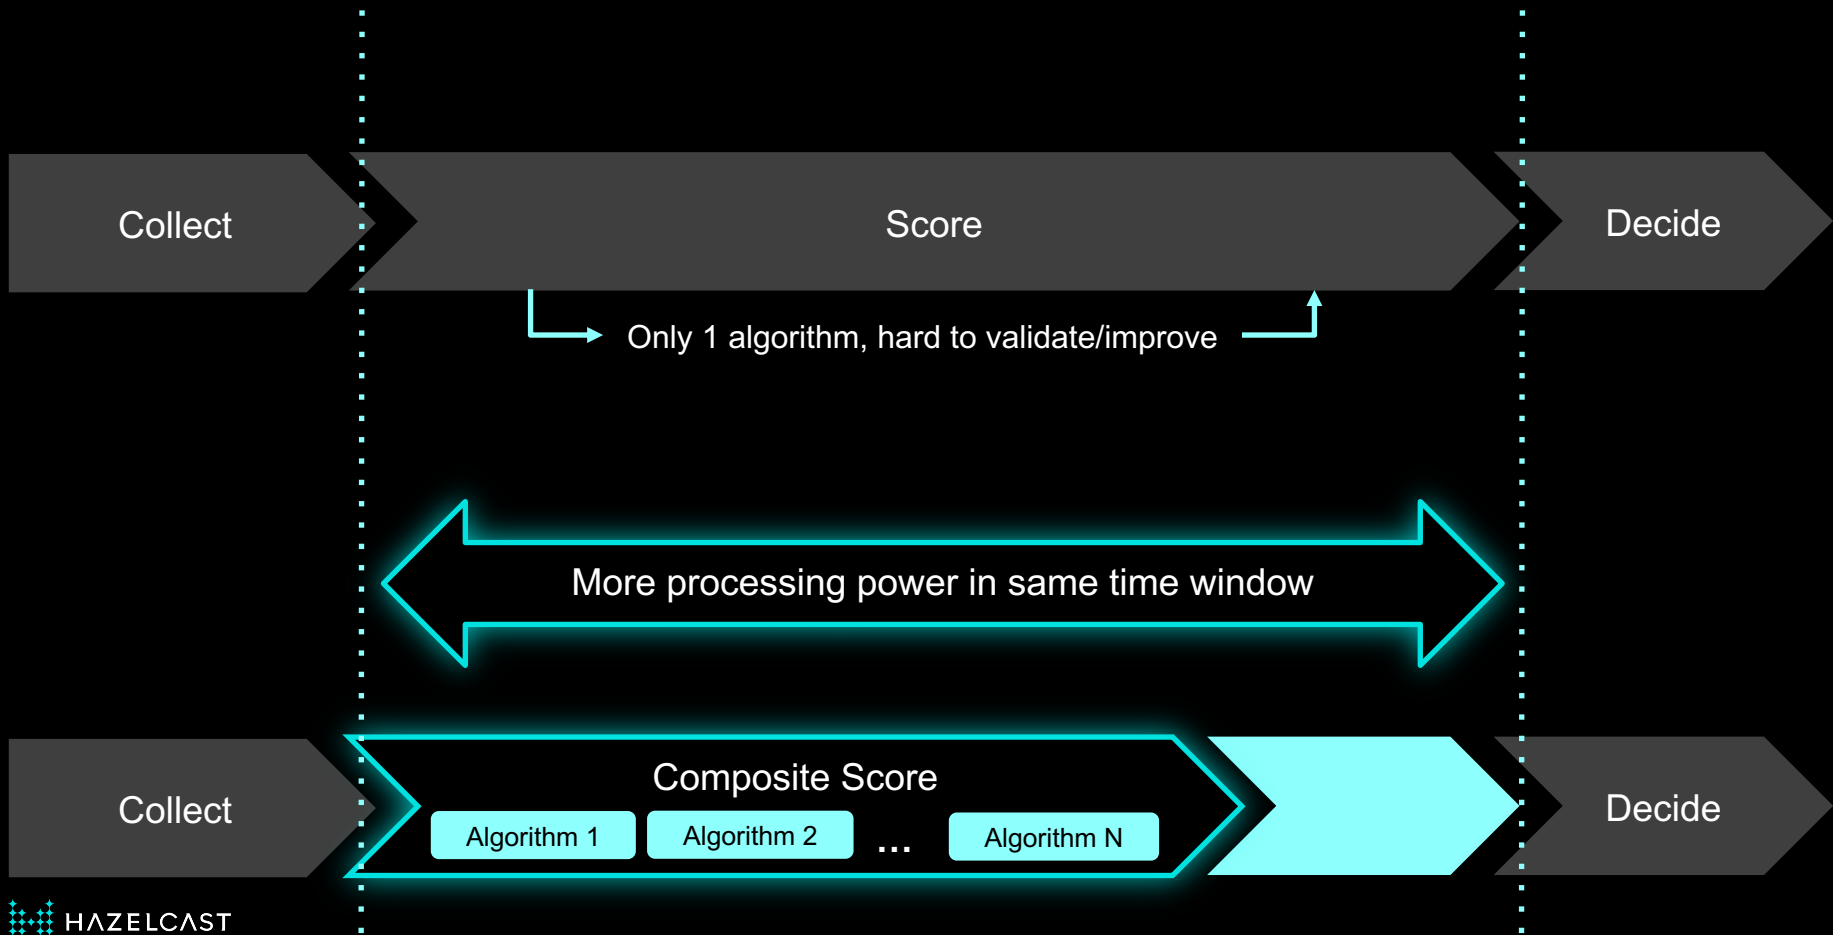 Collect
Score
Decide
Only 1 algorithm, hard to validate/improve
More processing power in same time window
Collect
Composite Score
Algorithm 1
Algorithm 2
...
Algorithm N
Decide
HAZELCAST